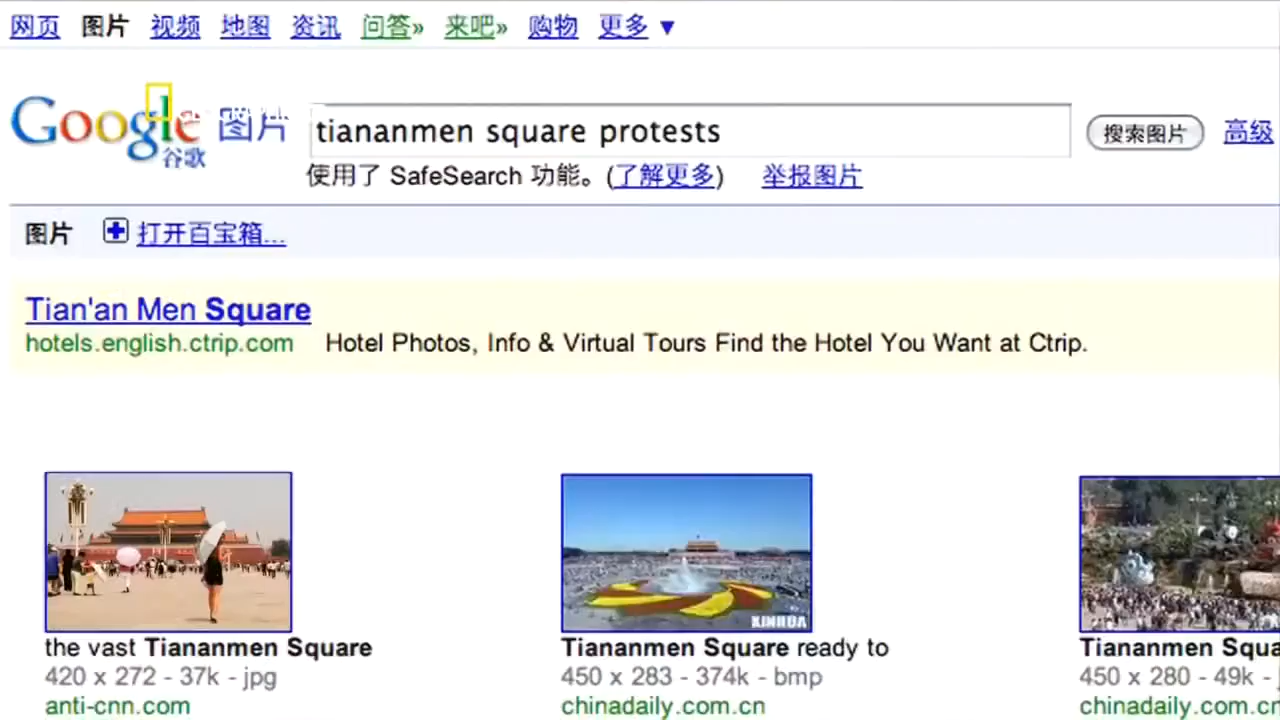 网页 图片 视频 地图 资讯 问答» 来吧» 购物 更多 ▼
Google 图片 tiananmen square protests 搜索图片 高级
谷歌
使用了 SafeSearch 功能。(了解更多) 举报图片
图片 打开百宝箱...
Tian'an Men Square
hotels.english.ctrip.com Hotel Photos, Info & Virtual Tours Find the Hotel You Want at Ctrip.
XINHUA
the vast Tiananmen Square Tiananmen Square ready to Tiananmen Squa
420 x 272 - 37k - jpg 450 x 283 - 374k - bmp 450 x 280 - 49k - j
anti-cnn.com chinadaily.com.cn chinadaily.com.cn